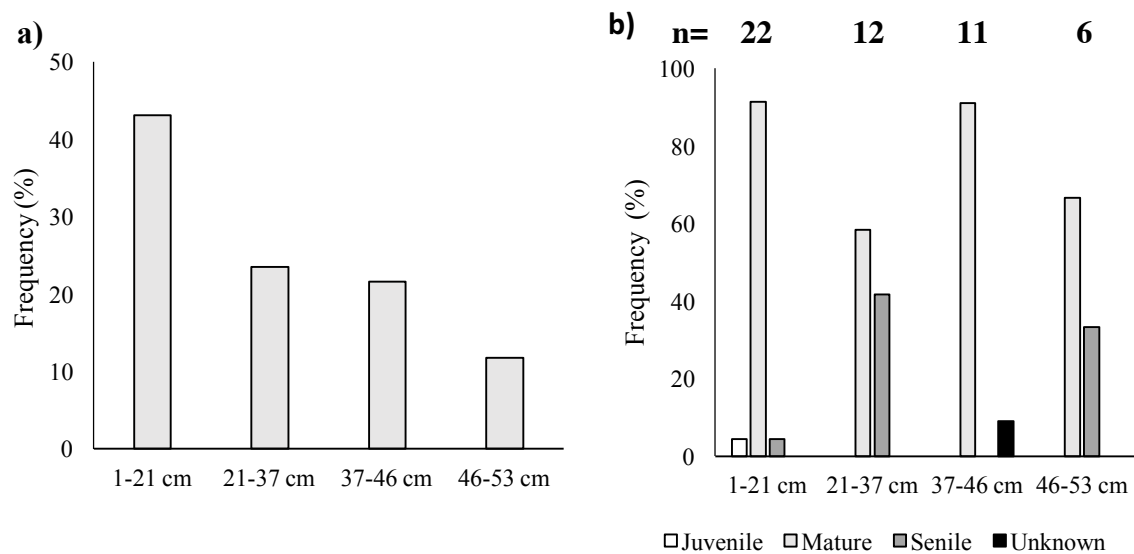 a)
50
40
30
20
10
0
Frequency (%)
1-21 cm 21-37 cm 37-46 cm 46-53 cm
b) n= 22 12 11 6
100
80
60
40
20
0
Frequency (%)
1-21 cm 21-37 cm 37-46 cm 46-53 cm
Juvenile Mature Senile Unknown